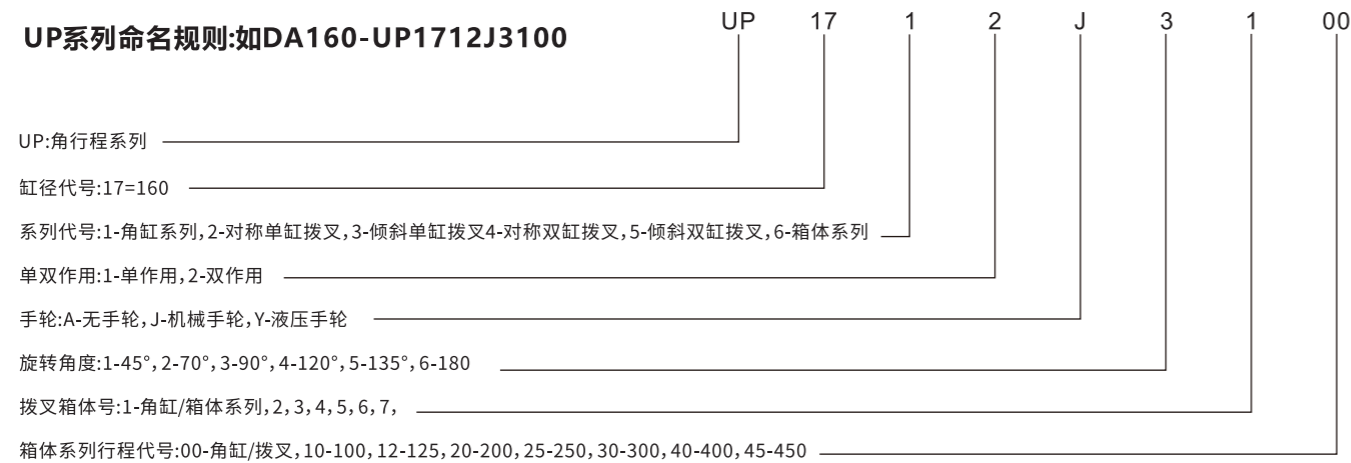 UP系列命名规则:如DA160-UP1712J3100
UP 17 1 2 J 3 1 00
UP:角行程系列
缸径代号:17=160
系列代号:1-角缸系列,2-对称单缸拨叉,3-倾斜单缸拨叉4-对称双缸拨叉,5-倾斜双缸拨叉,6-箱体系列
单双作用:1-单作用,2-双作用
手轮:A-无手轮,J-机械手轮,Y-液压手轮
旋转角度:1-45°,2-70°,3-90°,4-120°,5-135°,6-180
拨叉箱体号:1-角缸/箱体系列,2,3,4,5,6,7,
箱体系列行程代号:00-角缸/拨叉,10-100,12-125,20-200,25-250,30-300,40-400,45-450